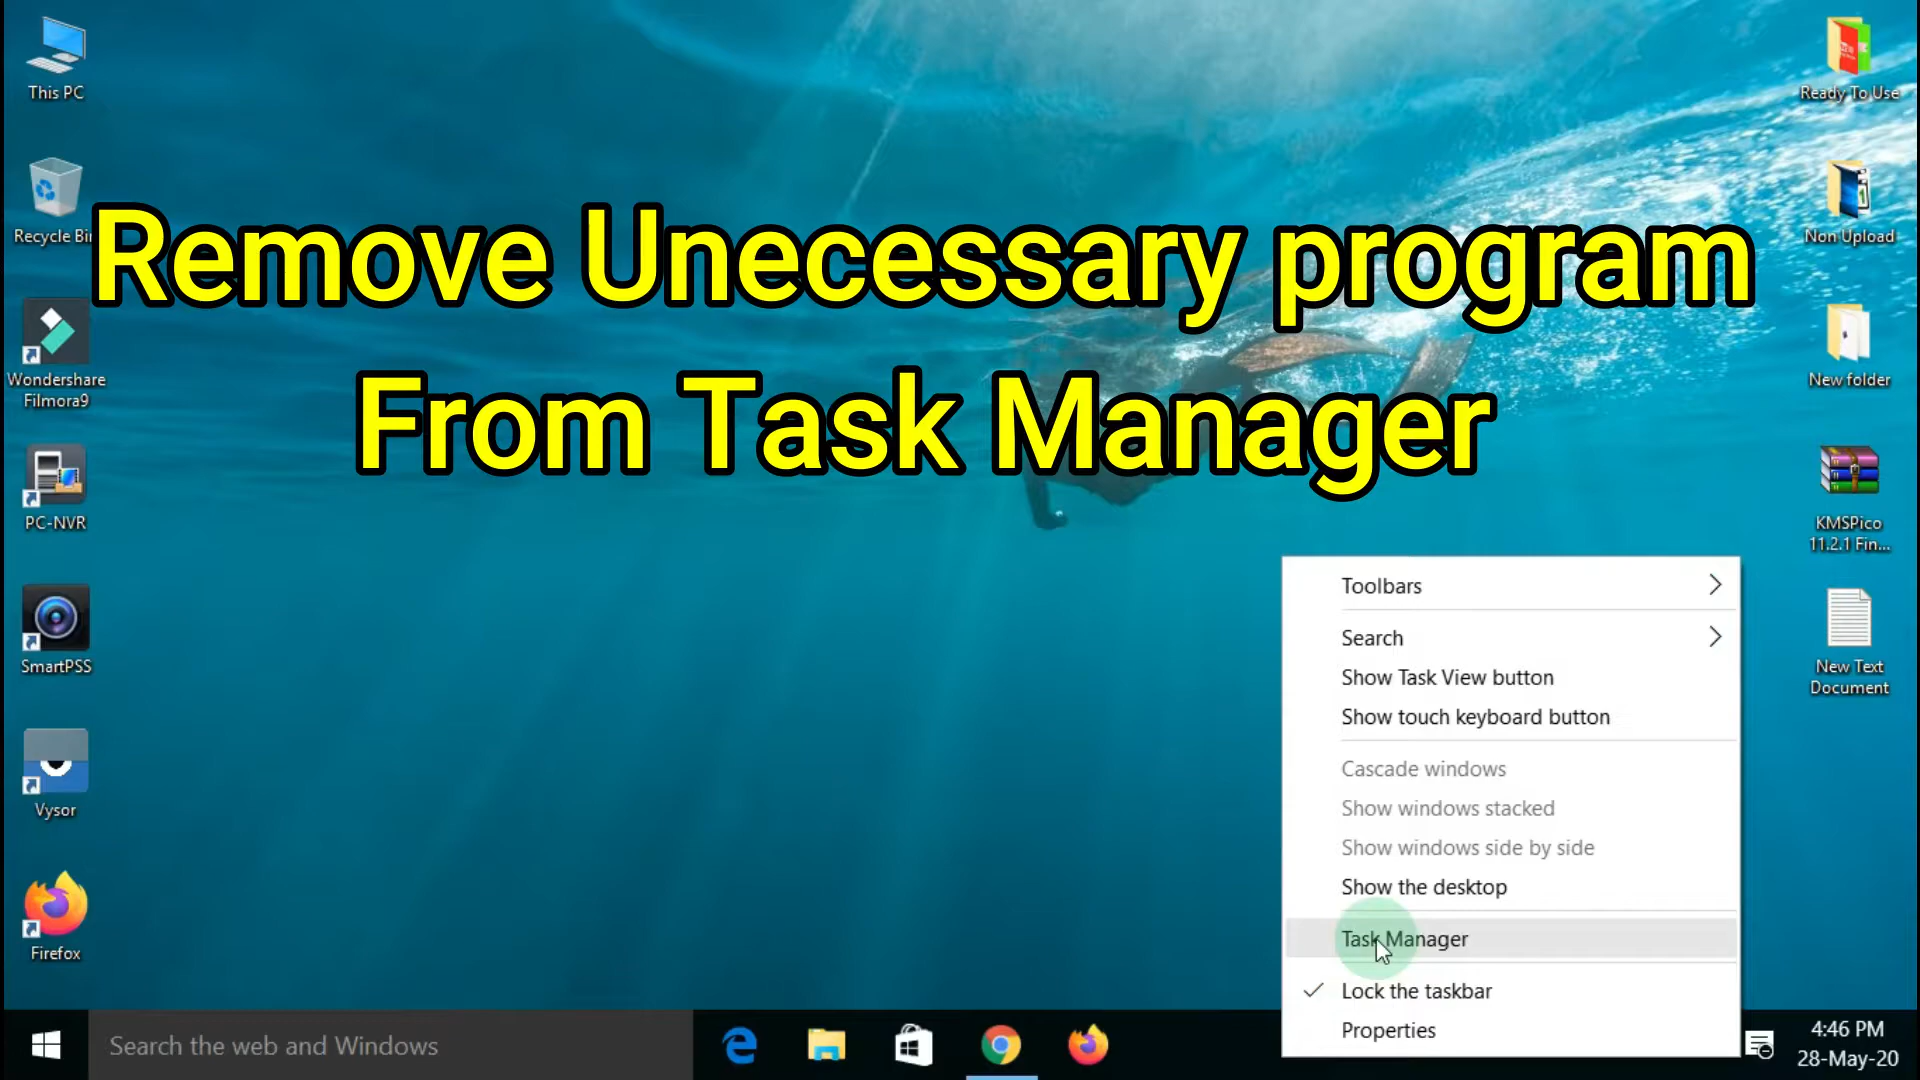 This PC
Recycle Bin
Wondershare
Filmora9
PC-NVR
SmartPSS
Vysor
Firefox
Remove Unecessary program
From Task Manager
Ready To Use
Non Upload
New folder
KMSPico
11.2.1 Fin...
New Text
Document
Toolbars
Search
Show Task View button
Show touch keyboard button
Cascade windows
Show windows stacked
Show windows side by side
Show the desktop
Task Manager
Lock the taskbar
Properties
Search the web and Windows
4:46 PM
28-May-20